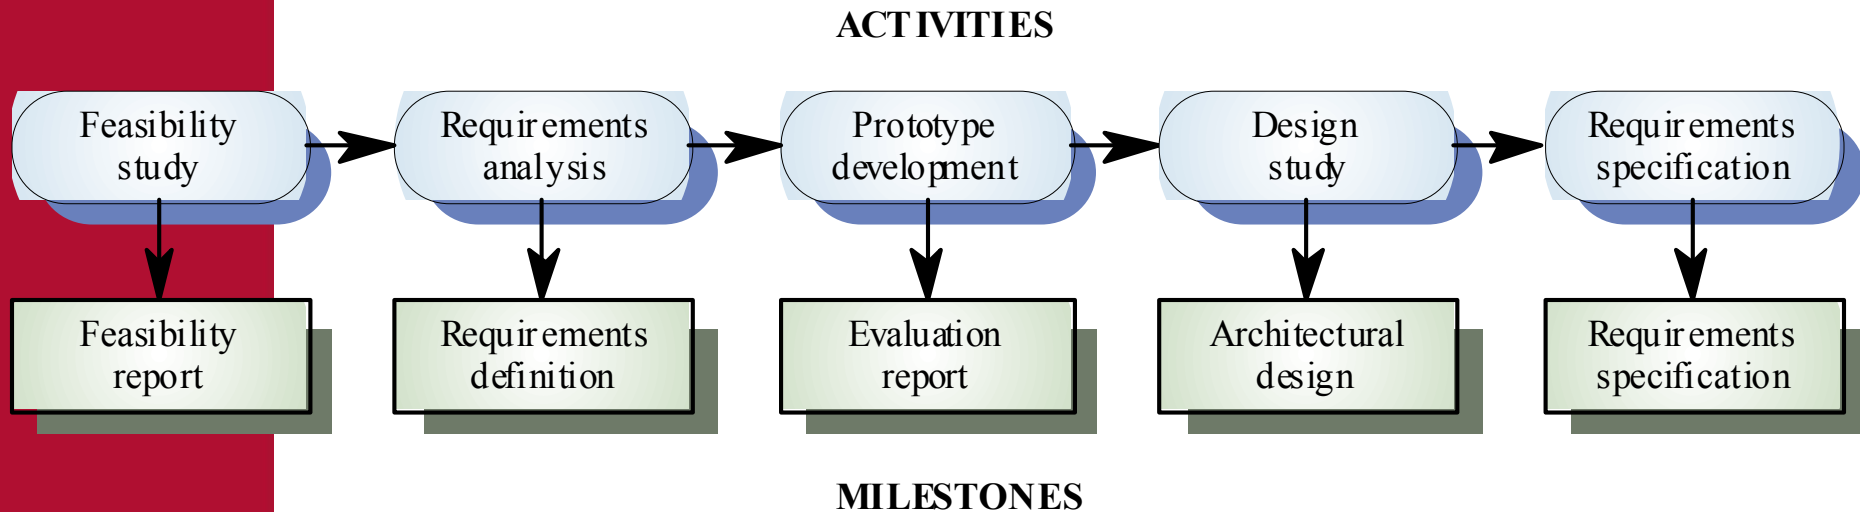 ACTIVITIES
Feasibility
study
Requirements
analysis
Prototype
development
Design
study
Requirements
specification
Feasibility
report
Requirements
definition
Evaluation
report
Architectural
design
Requirements
specification
MILESTONES